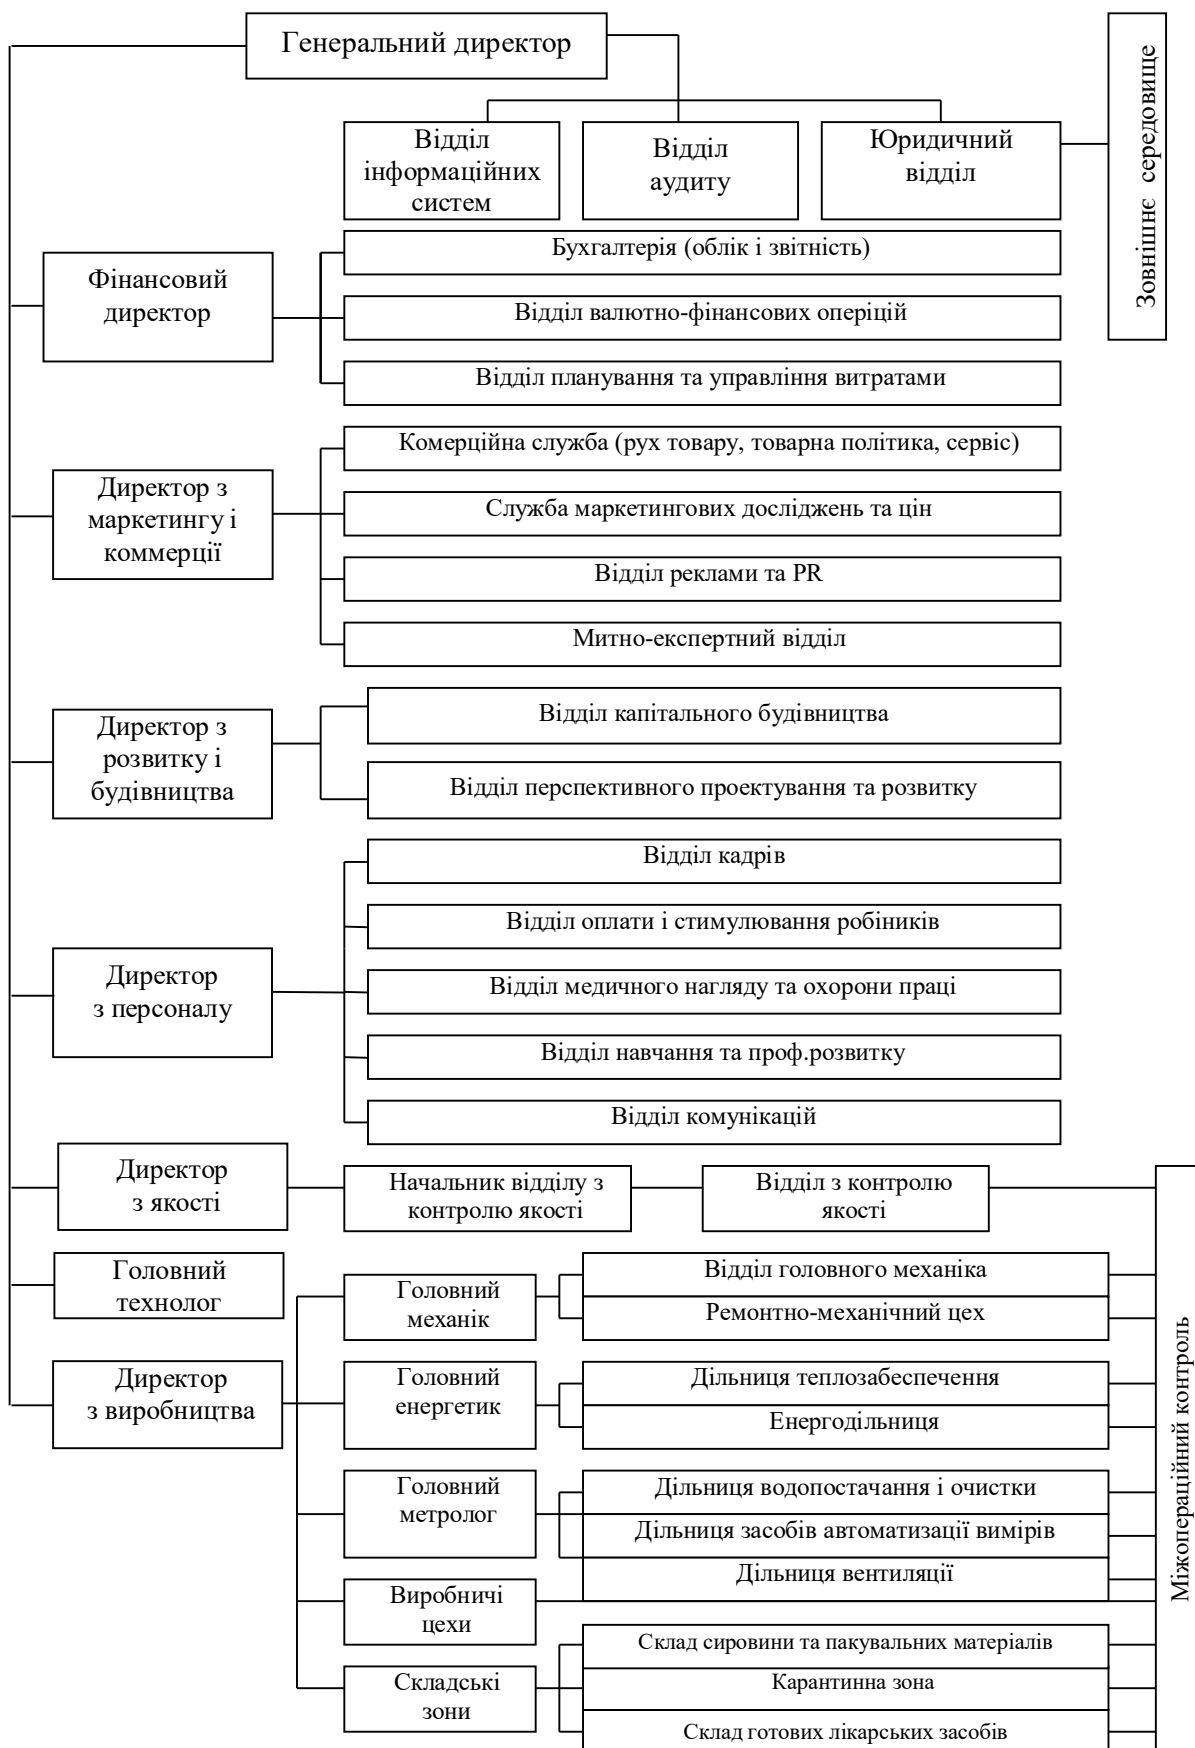 Генеральний директор
Зовнішнє середовище
Відділ
інформаційних
систем
Відділ
аудиту
Юридичний
відділ
Фінансовий
директор
Бухгалтерія (облік і звітність)
Відділ валютно-фінансових оперіцій
Відділ планування та управління витратами
Директор з
маркетингу і
коммерції
Комерційна служба (рух товару, товарна політика, сервіс)
Служба маркетингових досліджень та цін
Відділ реклами та PR
Митно-експертний відділ
Директор з
розвитку і
будівництва
Відділ капітального будівництва
Відділ перспективного проектування та розвитку
Директор
з персоналу
Відділ кадрів
Відділ оплати і стимулювання робіників
Відділ медичного нагляду та охорони праці
Відділ навчання та проф.розвитку
Відділ комунікацій
Директор
з якості
Начальник відділу з
контролю якості
Відділ з контролю
якості
Міжопераційний контроль
Головний
технолог
Директор
з виробництва
Головний
механік
Відділ головного механіка
Ремонтно-механічний цех
Головний
енергетик
Дільниця теплозабеспечення
Енергодільниця
Головний
метролог
Дільниця водопостачання і очистки
Дільниця засобів автоматизації вимірів
Дільниця вентиляції
Виробничі
цехи
Складські
зони
Склад сировини та пакувальних матеріалів
Карантинна зона
Склад готових лікарських засобів